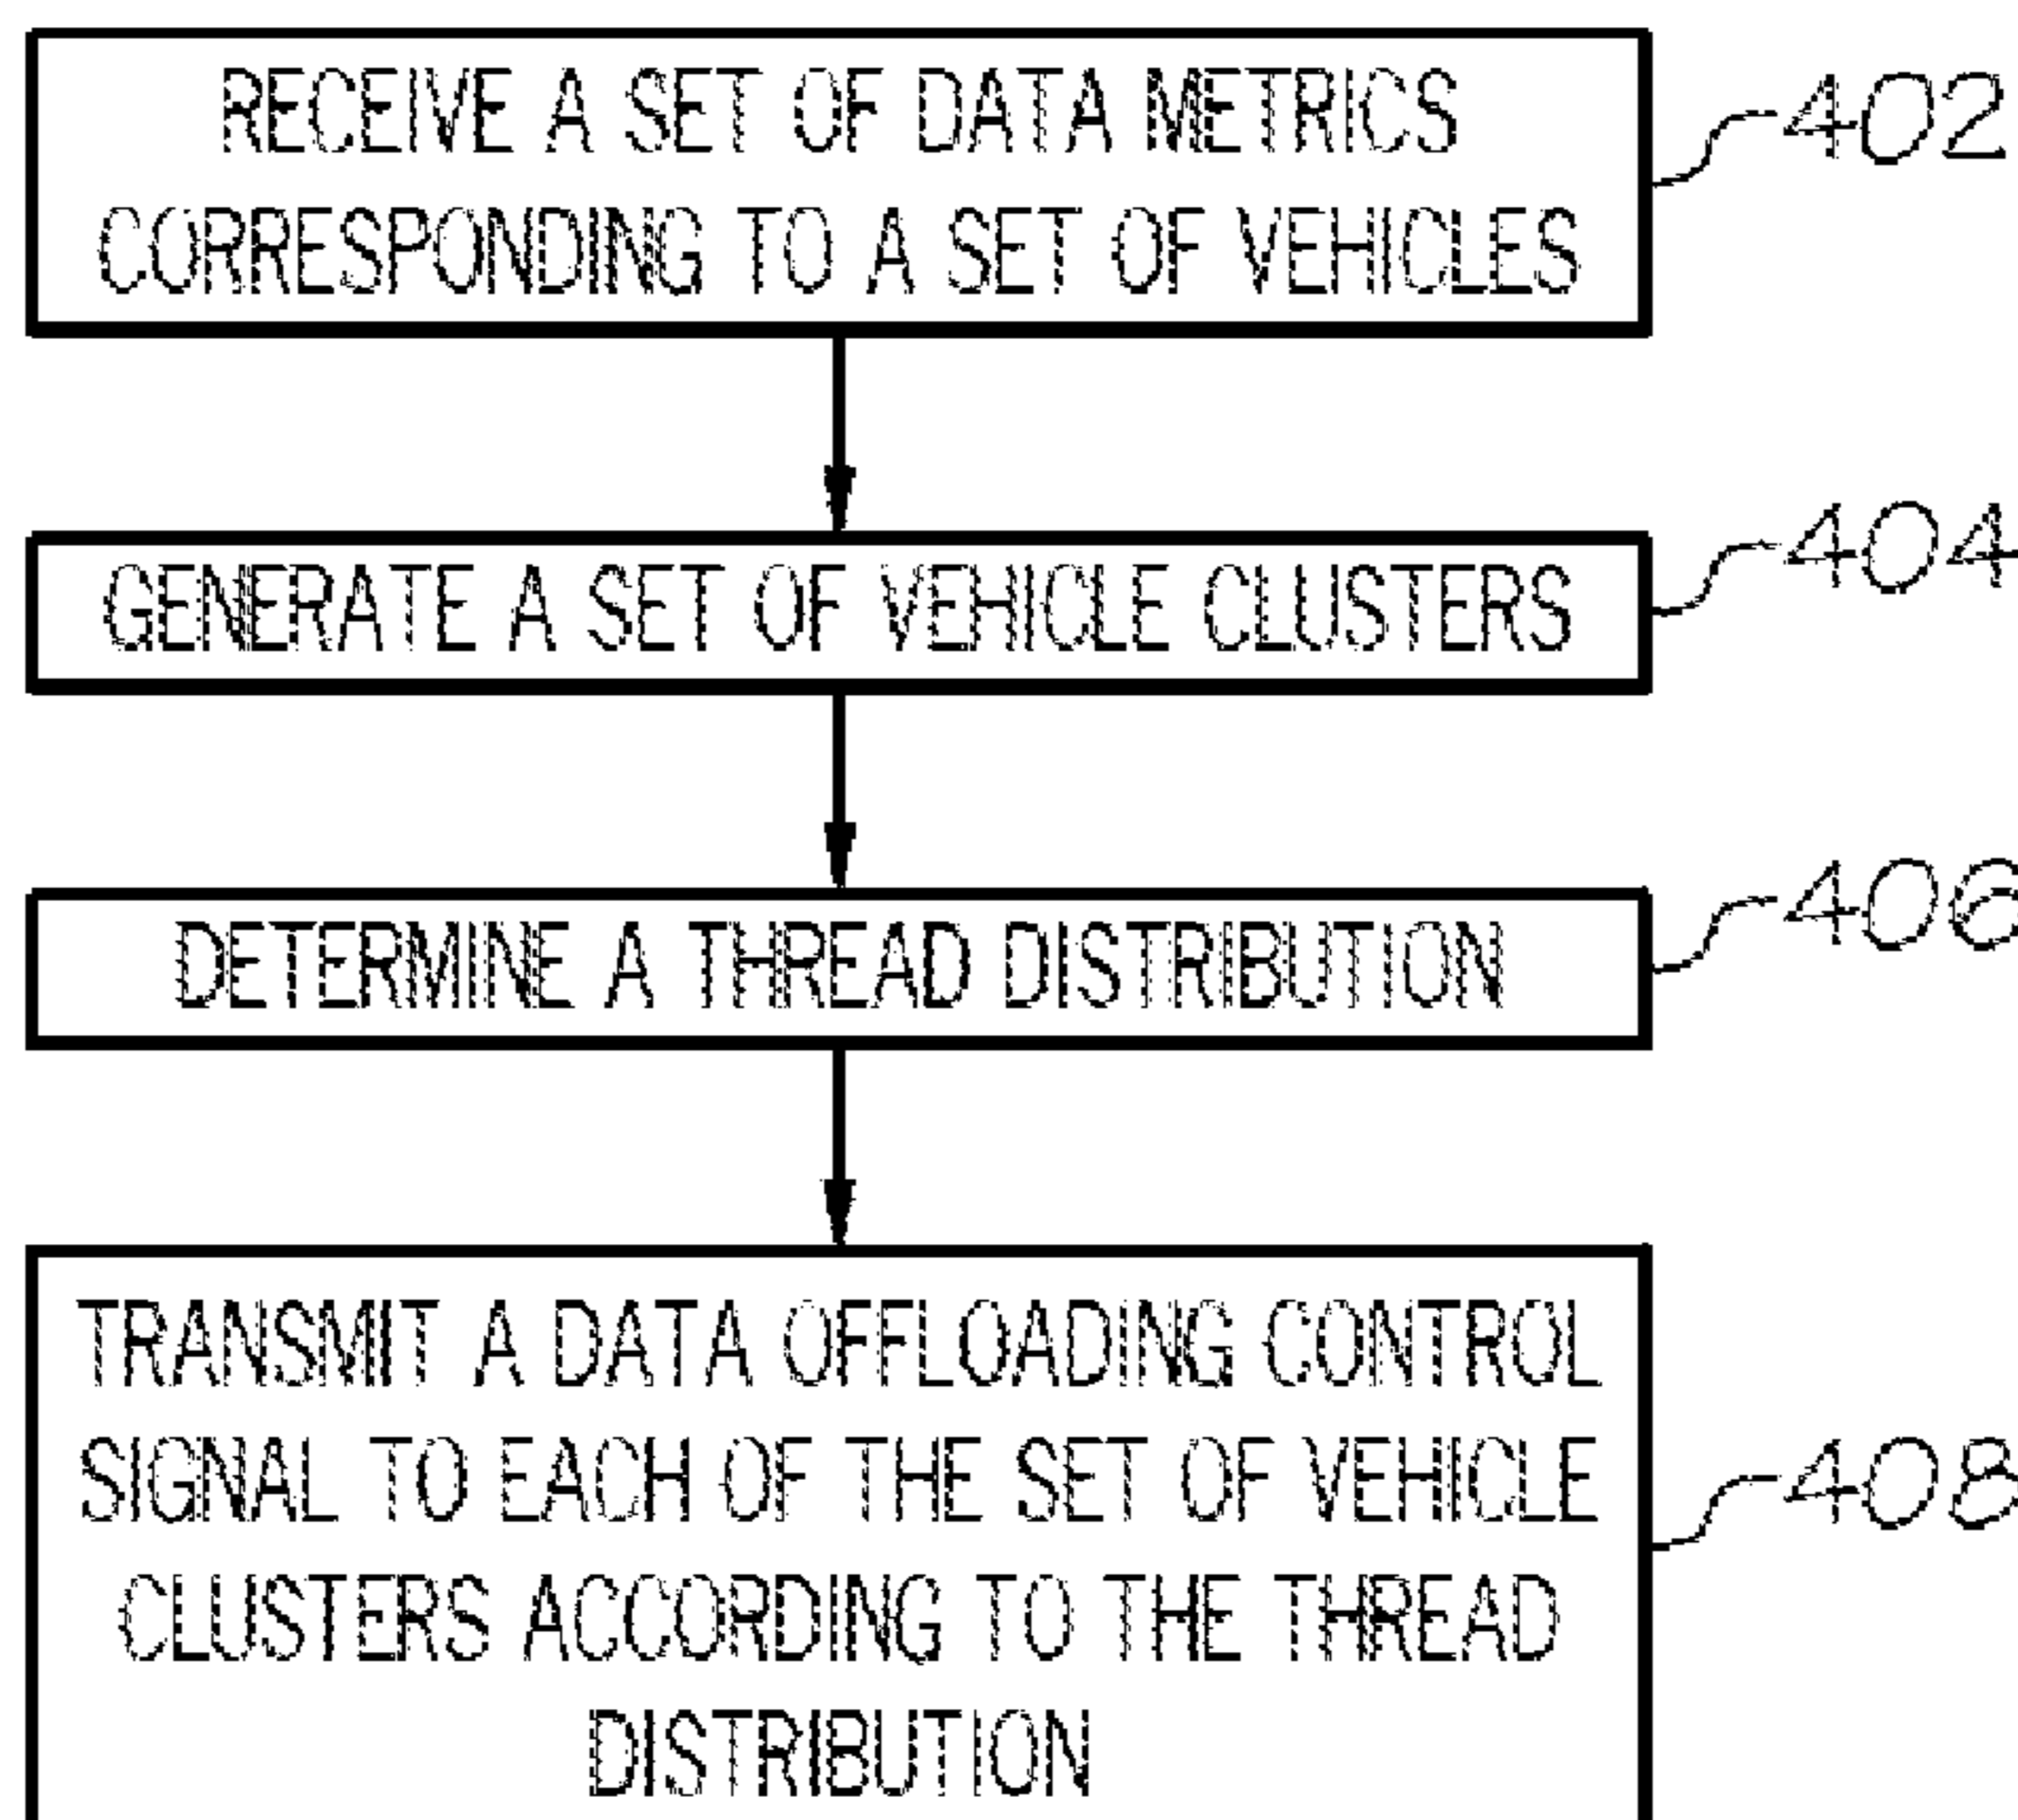 RECEIVE A SET OF DATA METRICS
CORRESPONDING TO A SET OF VEHICLES
402
GENERATE A SET OF VEHICLE CLUSTERS
404
DETERMINE A THREAD DISTRIBUTION
406
TRANSMIT A DATA OFFLOADING CONTROL
SIGNAL TO EACH OF THE SET OF VEHICLE
CLUSTERS ACCORDING TO THE THREAD
DISTRIBUTION
408